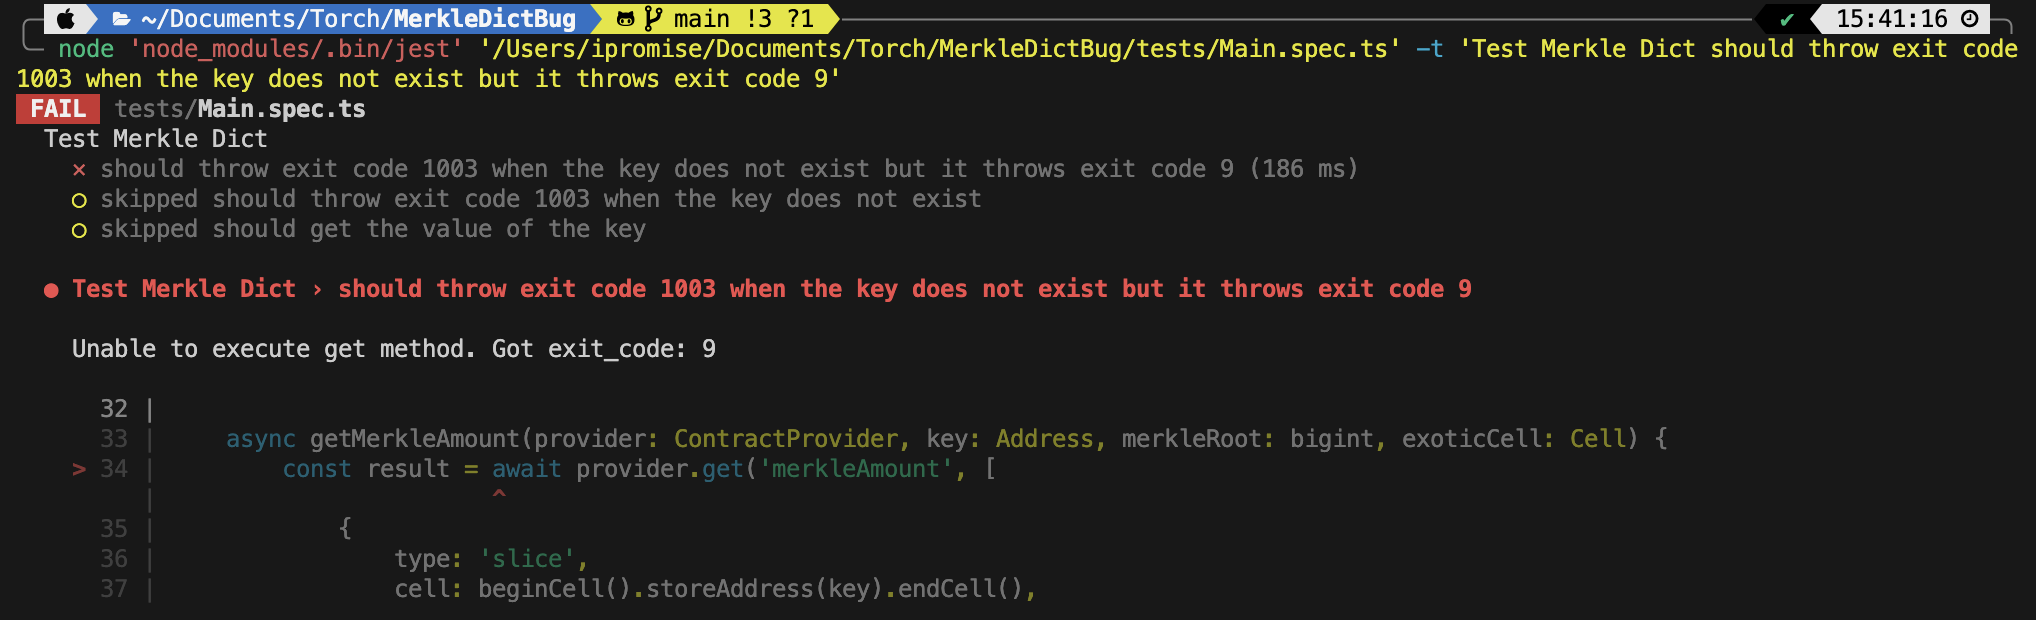 ~/Documents/Torch/MerkleDictBug main !3 ?1 ✔ 15:41:16
node 'node_modules/.bin/jest' '/Users/ipromise/Documents/Torch/MerkleDictBug/tests/Main.spec.ts' -t 'Test Merkle Dict should throw exit code
1003 when the key does not exist but it throws exit code 9'
FAIL tests/Main.spec.ts
Test Merkle Dict
× should throw exit code 1003 when the key does not exist but it throws exit code 9 (186 ms)
○ skipped should throw exit code 1003 when the key does not exist
○ skipped should get the value of the key
● Test Merkle Dict › should throw exit code 1003 when the key does not exist but it throws exit code 9
Unable to execute get method. Got exit_code: 9
32 |
33 | async getMerkleAmount(provider: ContractProvider, key: Address, merkleRoot: bigint, exoticCell: Cell) {
> 34 | const result = await provider.get('merkleAmount', [
| ^
35 | {
36 | type: 'slice',
37 | cell: beginCell().storeAddress(key).endCell(),